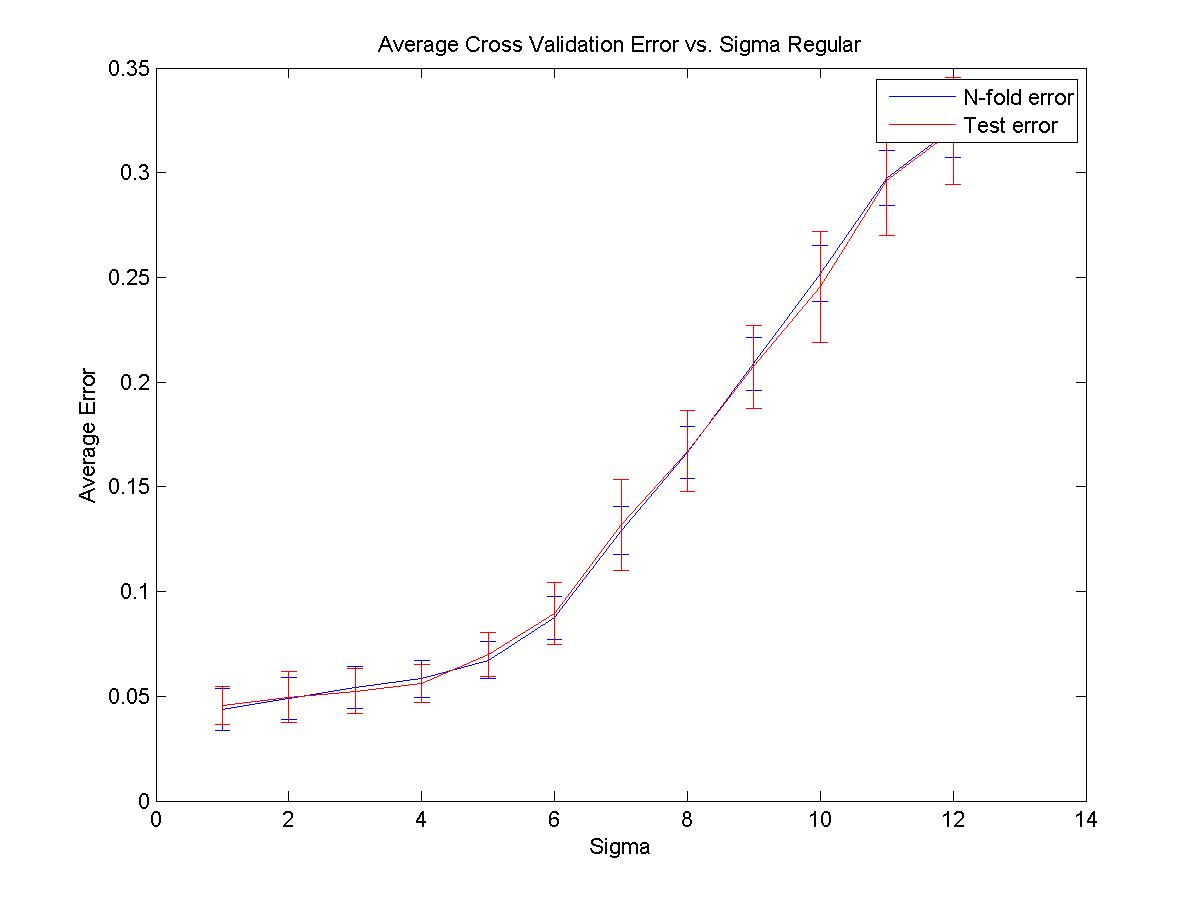 Average Cross Validation Error vs. Sigma Regular
0.35
0.3
0.25
0.2
0.15
0.1
0.05
0
Average Error
N-fold error
Test error
0 2 4 6 8 10 12 14
Sigma